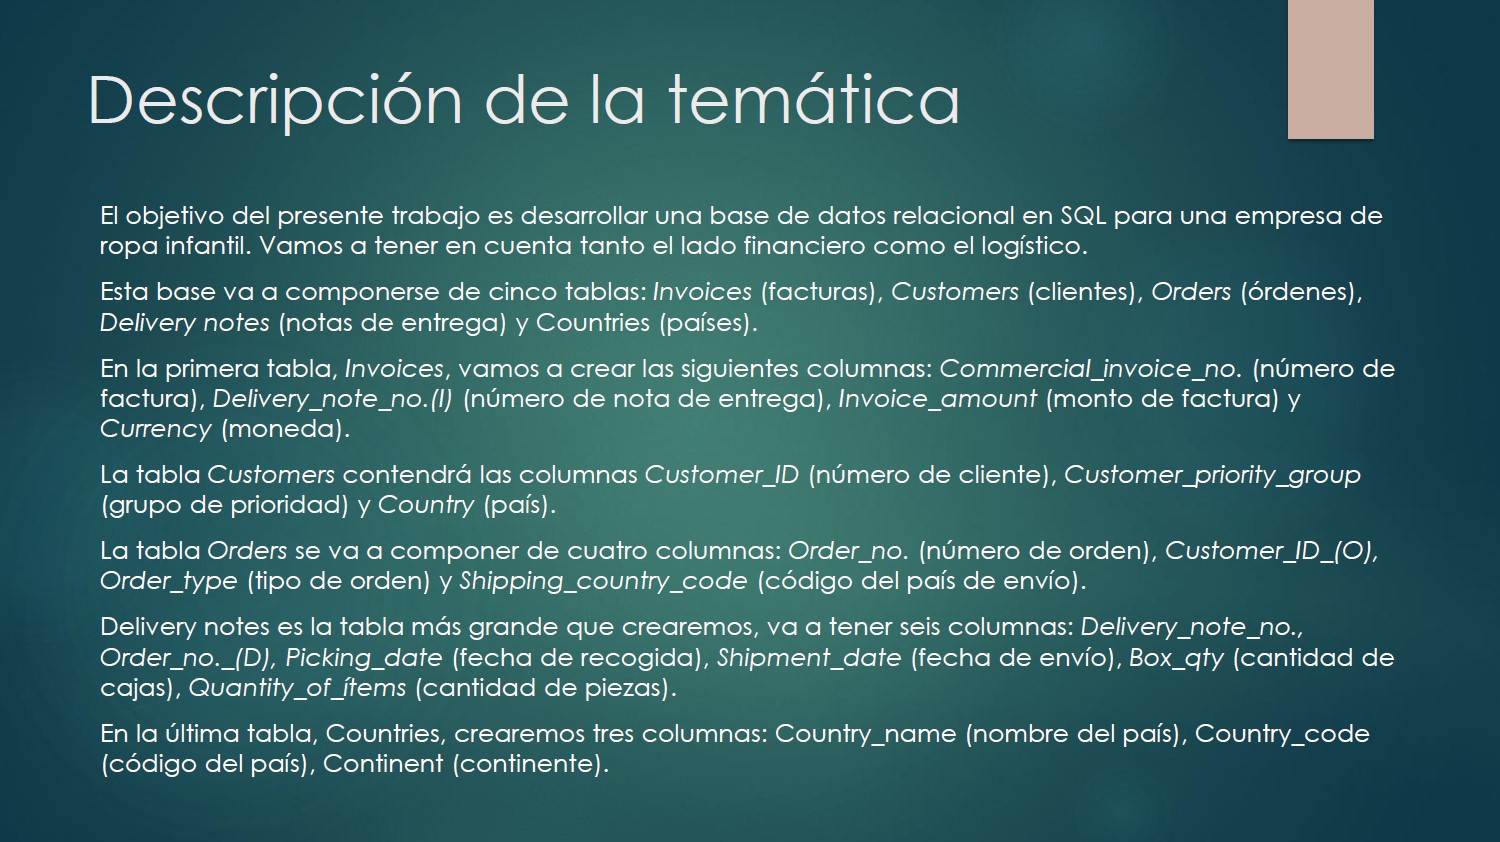 Descripción de la temática
El objetivo del presente trabajo es desarrollar una base de datos relacional en SQL para una empresa de
ropa infantil. Vamos a tener en cuenta tanto el lado financiero como el logístico.
Esta base va a componerse de cinco tablas: Invoices (facturas), Customers (clientes), Orders (órdenes),
Delivery notes (notas de entrega) y Countries (países).
En la primera tabla, Invoices, vamos a crear las siguientes columnas: Commercial_invoice_no. (número de
factura), Delivery_note_no.(I) (número de nota de entrega), Invoice_amount (monto de factura) y
Currency (moneda).
La tabla Customers contendrá las columnas Customer_ID (número de cliente), Customer_priority_group
(grupo de prioridad) y Country (país).
La tabla Orders se va a componer de cuatro columnas: Order_no. (número de orden), Customer_ID_(O),
Order_type (tipo de orden) y Shipping_country_code (código del país de envío).
Delivery notes es la tabla más grande que crearemos, va a tener seis columnas: Delivery_note_no.,
Order_no._(D), Picking_date (fecha de recogida), Shipment_date (fecha de envío), Box_qty (cantidad de
cajas), Quantity_of_ítems (cantidad de piezas).
En la última tabla, Countries, crearemos tres columnas: Country_name (nombre del país), Country_code
(código del país), Continent (continente).